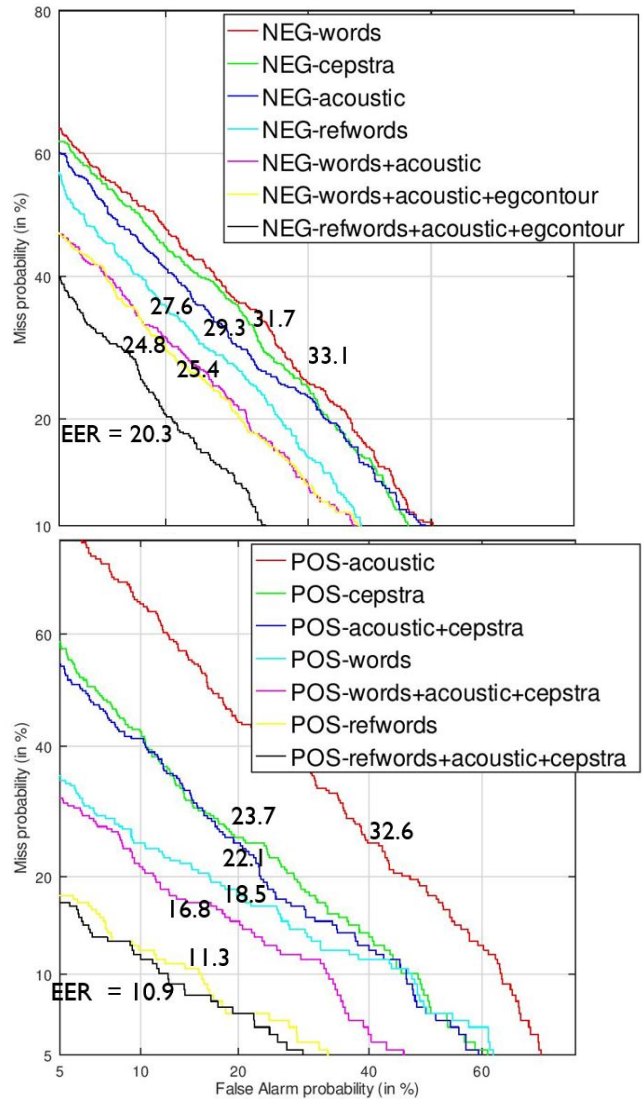 80
NEG-words
NEG-cepstra
NEG-acoustic
NEG-refwords
NEG-words+acoustic
NEG-words+acoustic+egcontour
NEG-refwords+acoustic+egcontour
60
Miss probability (in %)
40
27.6
29.3
31.7
33.1
24.8
25.4
20
EER = 20.3
10
POS-acoustic
POS-cepstra
POS-acoustic+cepstra
POS-words
POS-words+acoustic+cepstra
POS-refwords
POS-refwords+acoustic+cepstra
60
Miss probability (in %)
40
23.7
32.6
22.1
20
18.5
16.8
11.3
10
EER = 10.9
5
5 10 20 40 60
False Alarm probability (in %)